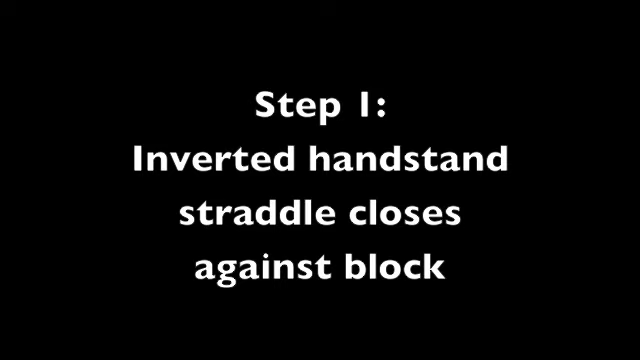 Step 1:
Inverted handstand
straddle closes
against block